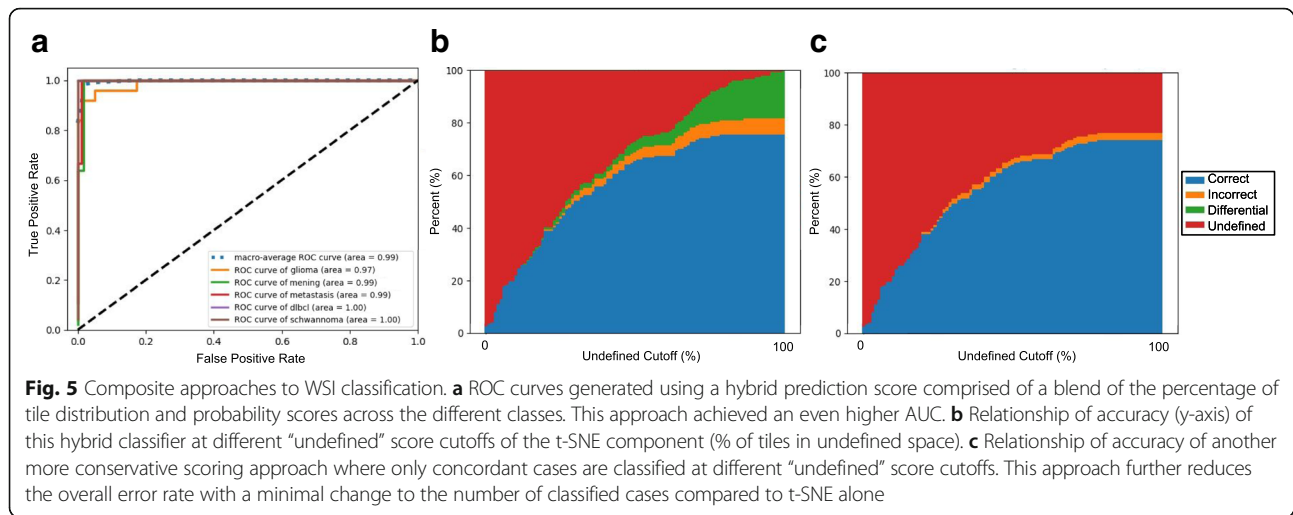 a
1.0
0.8
0.6
0.4
0.2
0.0
True Positive Rate
0.0
0.2
0.4
0.6
0.8
1.0
False Positive Rate
macro-average ROC curve (area = 0.99)
ROC curve of glioma (area = 0.97)
ROC curve of mening (area = 0.99)
ROC curve of metastasis (area = 0.99)
ROC curve of dlbcl (area = 1.00)
ROC curve of schwannoma (area = 1.00)
b
100
80
60
40
20
0
Percent (%)
0
100
Undefined Cutoff (%)
c
100
80
60
40
20
0
Percent (%)
0
100
Undefined Cutoff (%)
Correct
Incorrect
Differential
Undefined
Fig. 5 Composite approaches to WSI classification. a ROC curves generated using a hybrid prediction score comprised of a blend of the percentage of
tile distribution and probability scores across the different classes. This approach achieved an even higher AUC. b Relationship of accuracy (y-axis) of
this hybrid classifier at different “undefined” score cutoffs of the t-SNE component (% of tiles in undefined space). c Relationship of accuracy of another
more conservative scoring approach where only concordant cases are classified at different “undefined” score cutoffs. This approach further reduces
the overall error rate with a minimal change to the number of classified cases compared to t-SNE alone